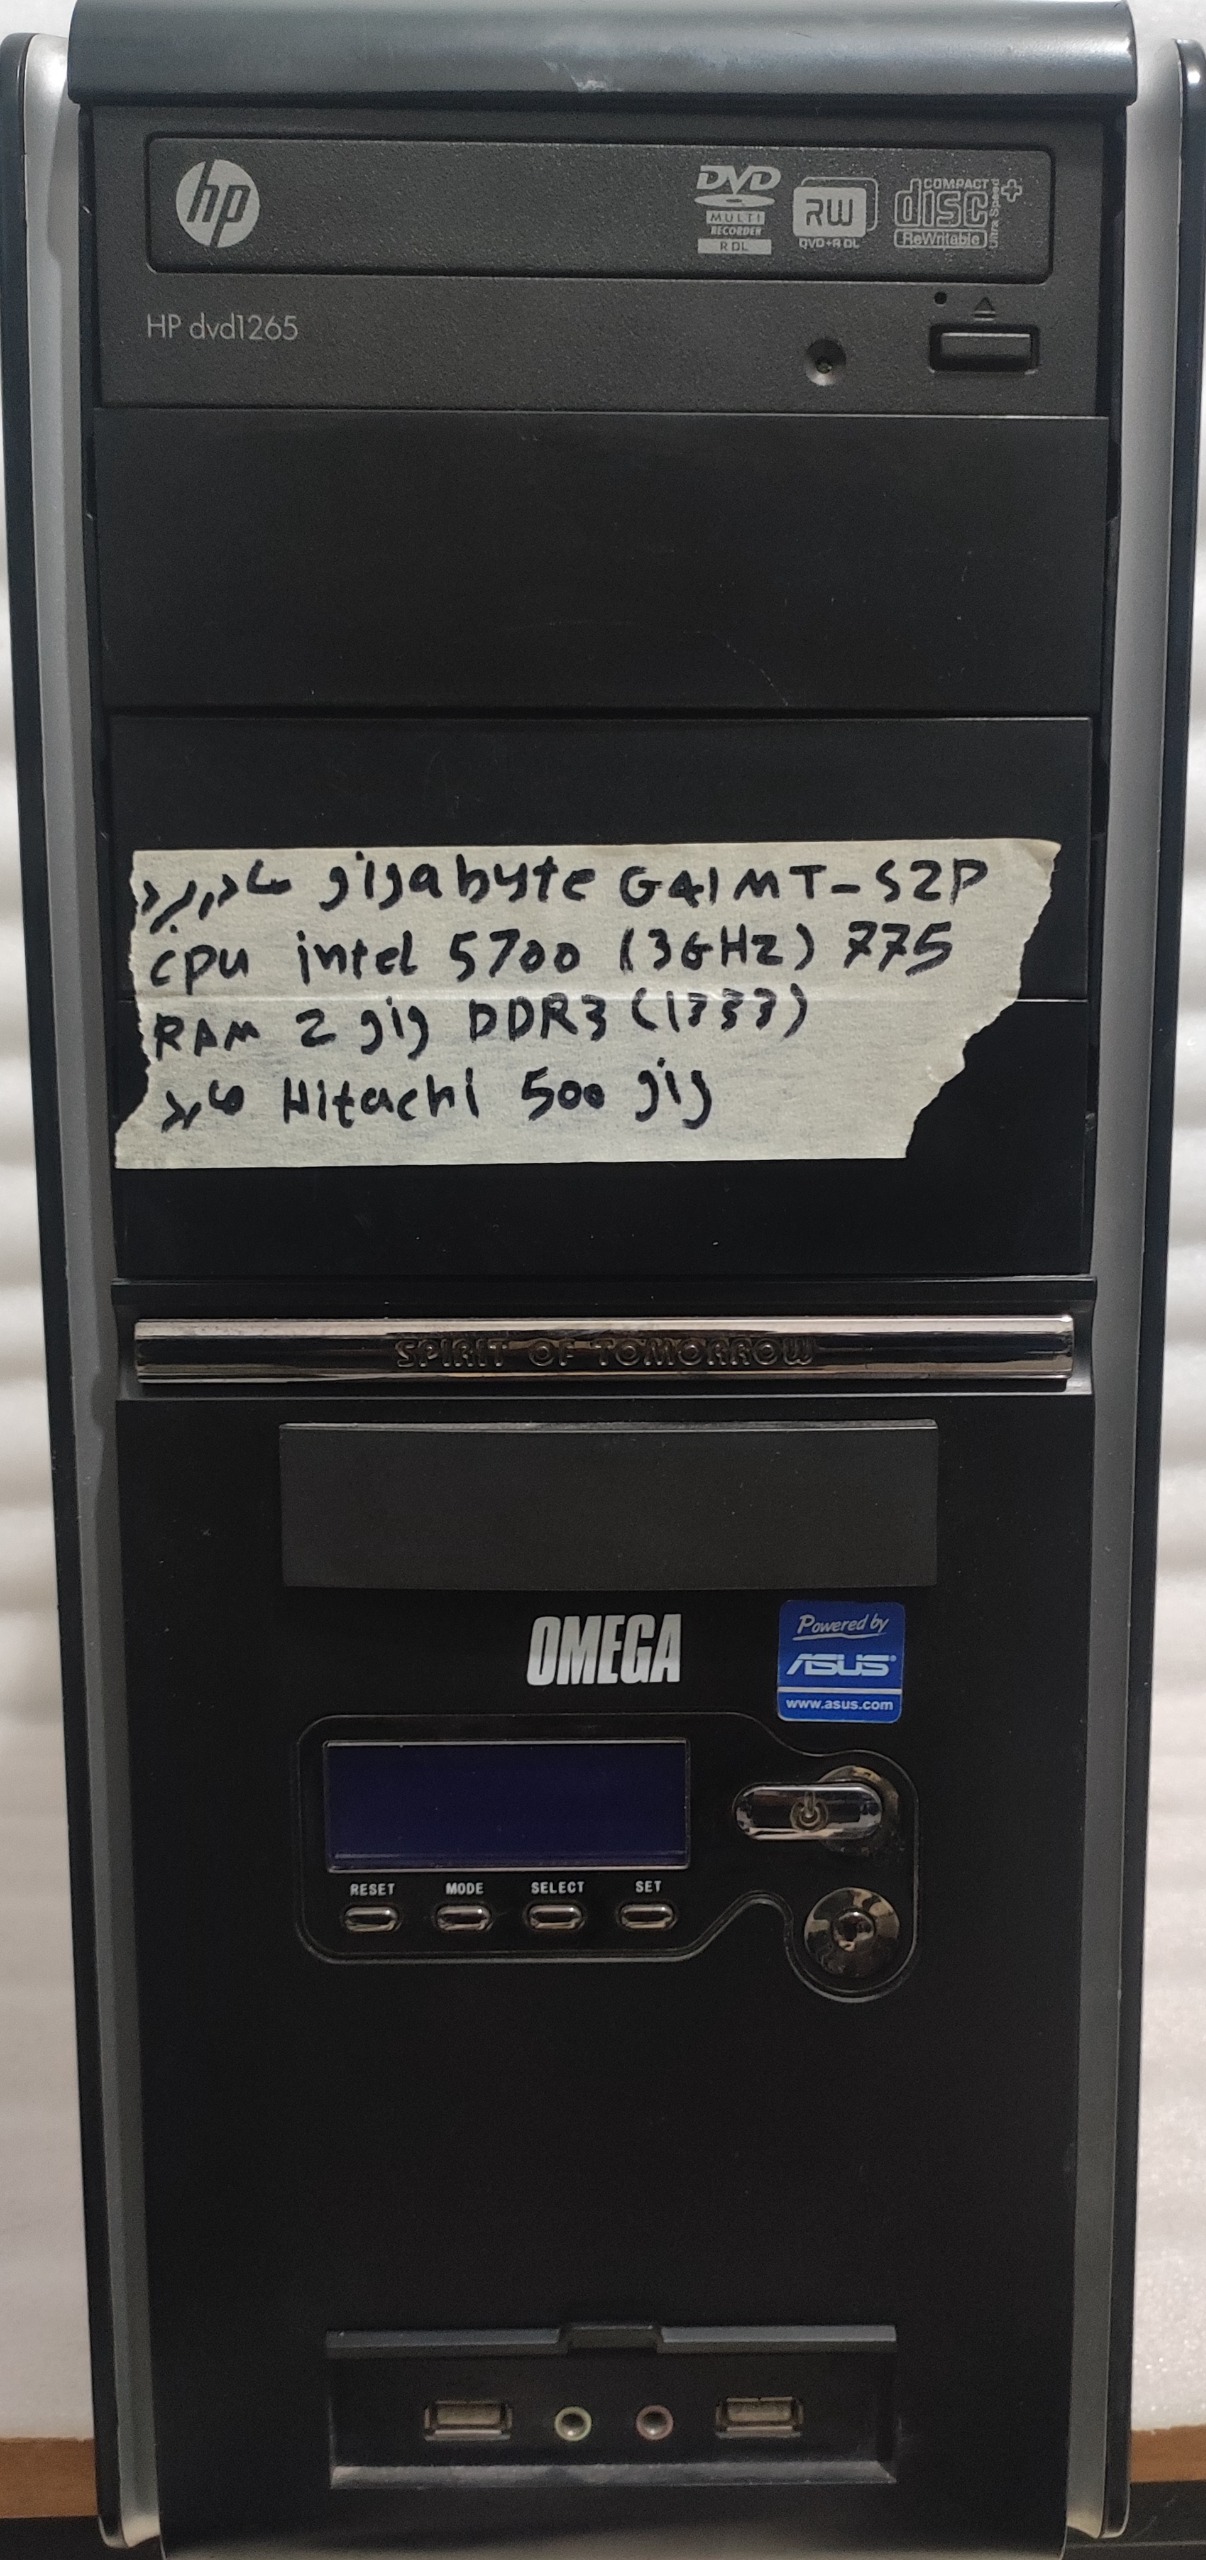 hp
DVD
MULTI
RECORDER
R DL
RW
DVD+R DL
COMPACT
disc
ReWritable
Ultra Speed
+
HP dvd1265
مادربرد gigabyte G41MT-S2P
cpu intel 5700 (3GHz) 775
RAM 2 gig DDR3 (1333)
هارد Hitachi 500 gig
SPIRIT OF TOMORROW
OMEGA
Powered by
ASUS
www.asus.com
RESET MODE SELECT SET